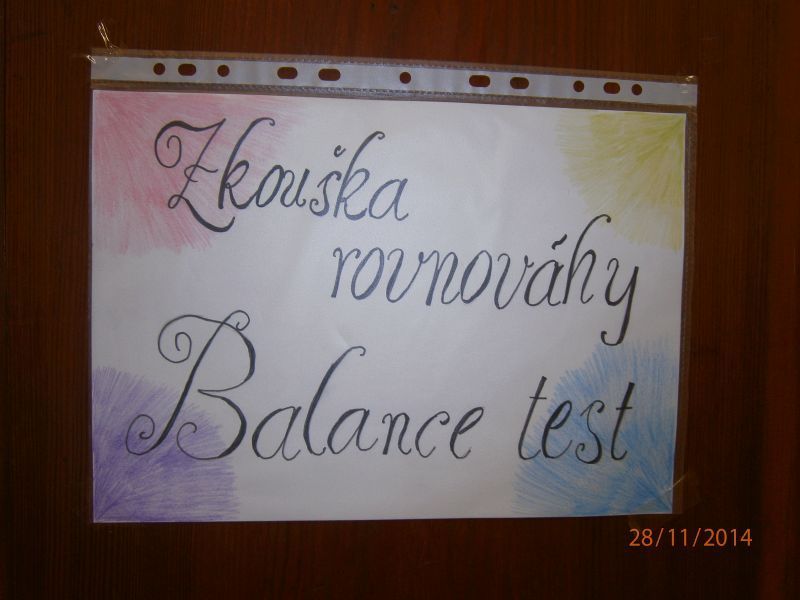 Zkouška
rovnováhy
Balance test
28/11/2014